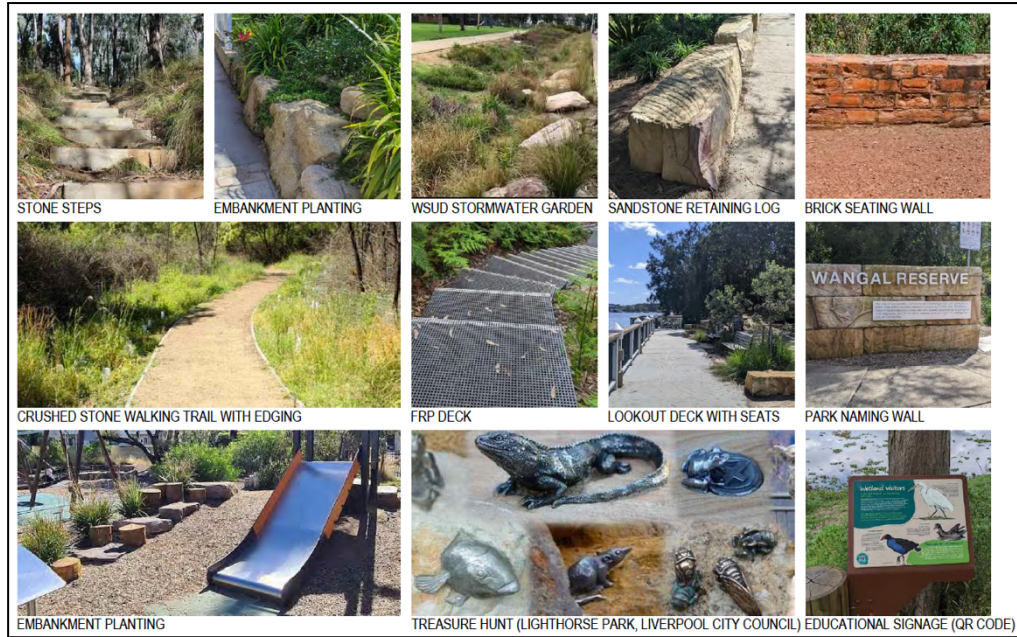 STONE STEPS
EMBANKMENT PLANTING
WSUD STORMWATER GARDEN
SANDSTONE RETAINING LOG
BRICK SEATING WALL
WANGAL RESERVE
CRUSHED STONE WALKING TRAIL WITH EDGING
FRP DECK
LOOKOUT DECK WITH SEATS
PARK NAMING WALL
Wetland Visitors
EMBANKMENT PLANTING
TREASURE HUNT (LIGHTHORSE PARK, LIVERPOOL CITY COUNCIL)
EDUCATIONAL SIGNAGE (QR CODE)